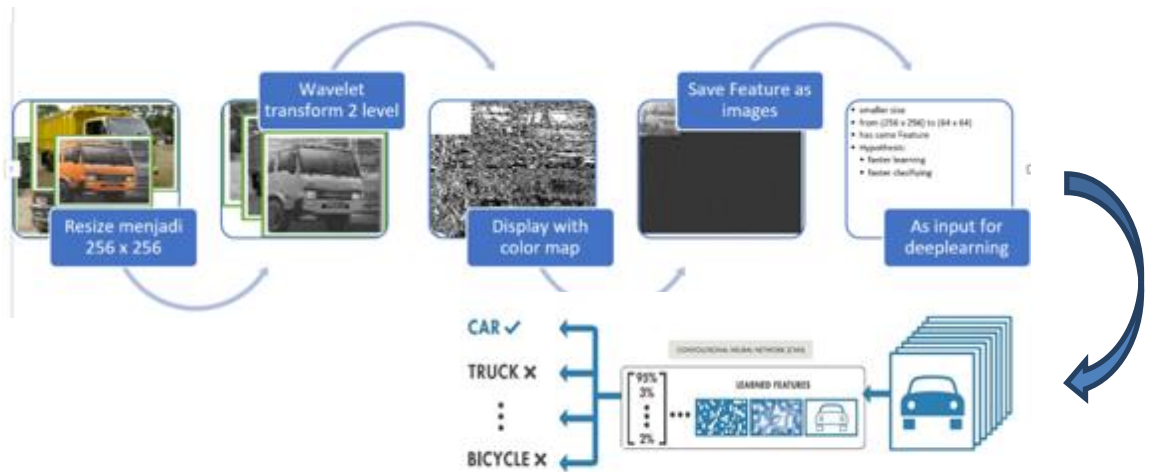 Resize menjadi
256 x 256
Wavelet
transform 2 level
Display with
color map
Save Feature as
images
• smaller size
• from (256 x 256) to (64 x 64)
• has same Feature
• Hypothesis
• faster learning
• faster clasifying
As input for
deeplearning
CAR ✓
TRUCK ✕
BICYCLE ✕
CONVOLUTIONAL NEURAL NETWORK (CNN)
95%
3%
2%
LEARNED FEATURES